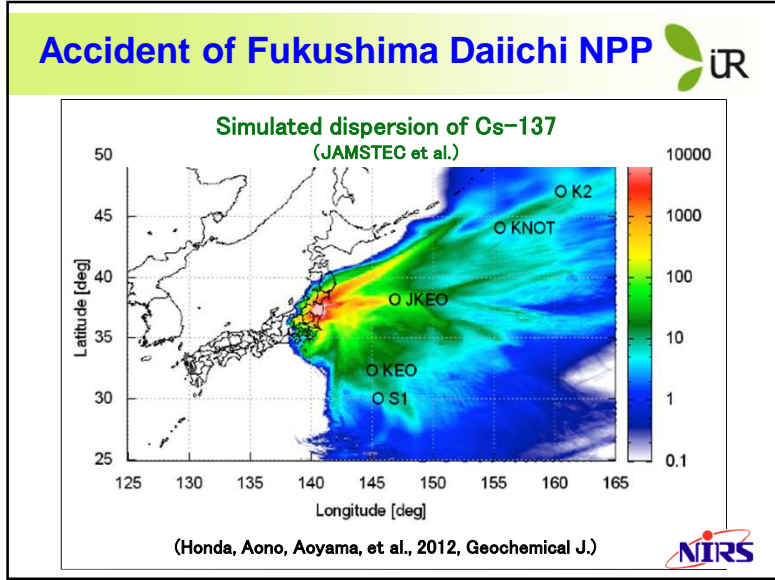 Accident of Fukushima Daiichi NPP
iR
Simulated dispersion of Cs-137
(JAMSTEC et al.)
50
45
40
35
30
25
Latitude [deg]
125 130 135 140 145 150 155 160 165
Longitude [deg]
K2
KNOT
JKEO
KEO
S1
10000
1000
100
10
1
0.1
(Honda, Aono, Aoyama, et al., 2012, Geochemical J.)
NIRS